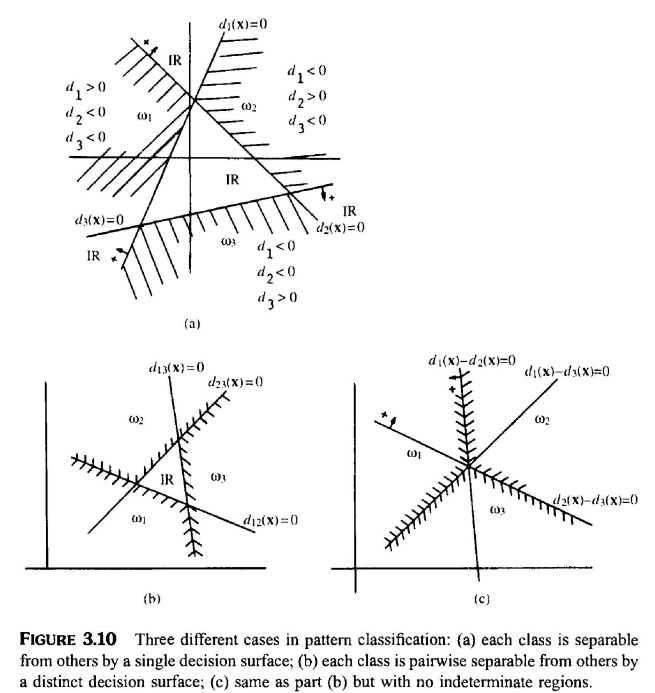 d₁(x)=0
+
IR
d₁>0
d₂<0
d₃<0
ω₁
ω₂
d₁<0
d₂>0
d₃<0
IR
+
IR
d₃(x)=0
d₂(x)=0
ω₃
IR
+
d₁<0
d₂<0
d₃>0
(a)
d₁₃(x)=0
d₂₃(x)=0
ω₂
IR
ω₃
ω₁
d₁₂(x)=0
(b)
d₁(x)–d₂(x)=0
d₁(x)–d₃(x)=0
+
+
ω₂
ω₁
d₂(x)–d₃(x)=0
ω₃
(c)
FIGURE 3.10 Three different cases in pattern classification: (a) each class is separable
from others by a single decision surface; (b) each class is pairwise separable from others by
a distinct decision surface; (c) same as part (b) but with no indeterminate regions.